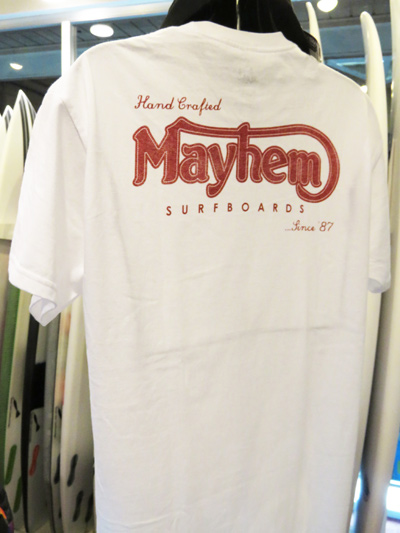 Hand Crafted
Mayhem
SURFBOARDS
...Since '87